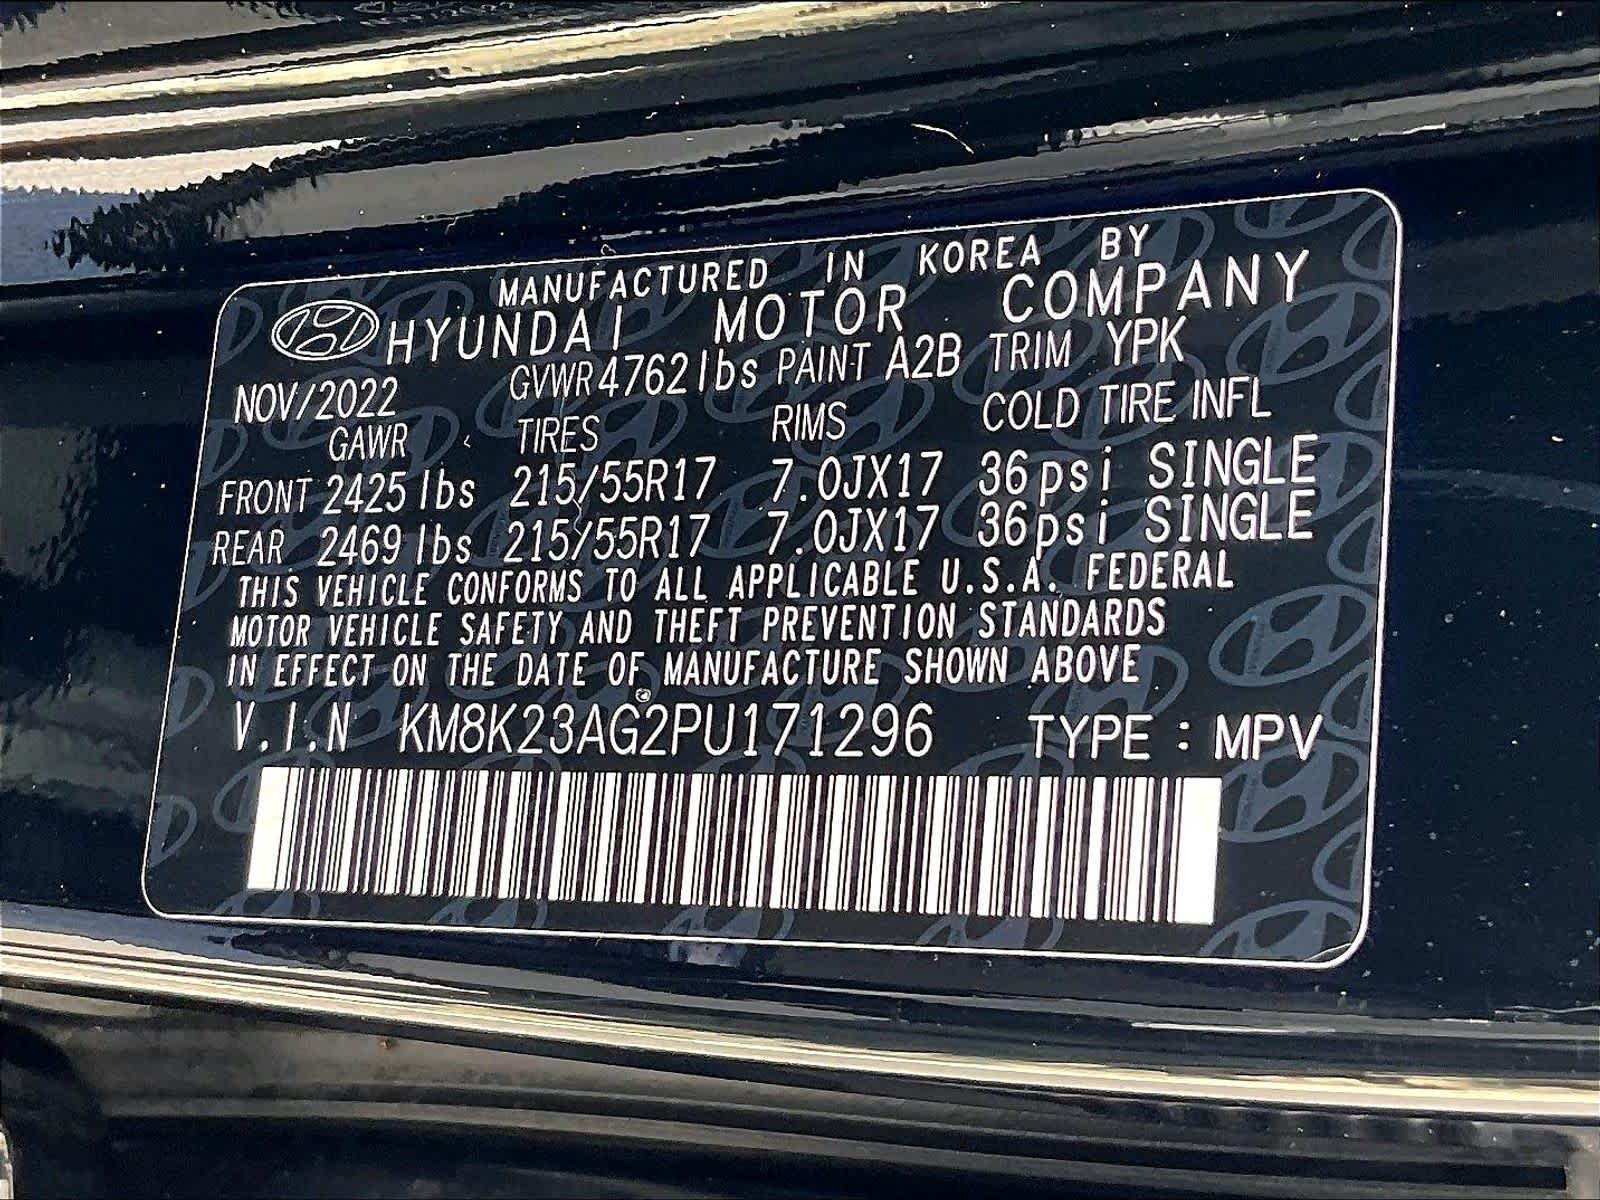 MANUFACTURED IN KOREA BY
HYUNDAI MOTOR COMPANY
NOV/2022 GVWR 4762 lbs PAINT A2B TRIM YPK
GAWR TIRES RIMS COLD TIRE INFL
FRONT 2425 lbs 215/55R17 7.0JX17 36psi SINGLE
REAR 2469 lbs 215/55R17 7.0JX17 36psi SINGLE
THIS VEHICLE CONFORMS TO ALL APPLICABLE U.S.A. FEDERAL
MOTOR VEHICLE SAFETY AND THEFT PREVENTION STANDARDS
IN EFFECT ON THE DATE OF MANUFACTURE SHOWN ABOVE
V.I.N KM8K23AG2PU171296 TYPE : MPV